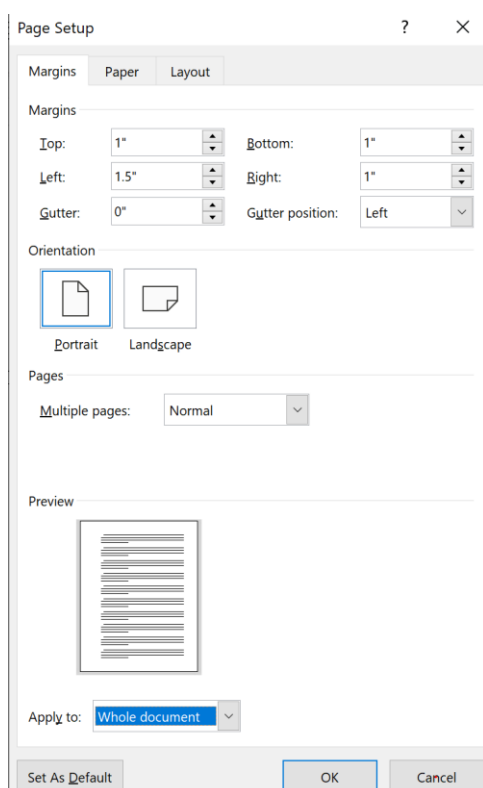 Page Setup ? ×
Margins Paper Layout
Margins
Top: 1" Bottom: 1"
Left: 1.5" Right: 1"
Gutter: 0" Gutter position: Left
Orientation
Portrait Landscape
Pages
Multiple pages: Normal
Preview
Apply to: Whole document
Set As Default OK Cancel